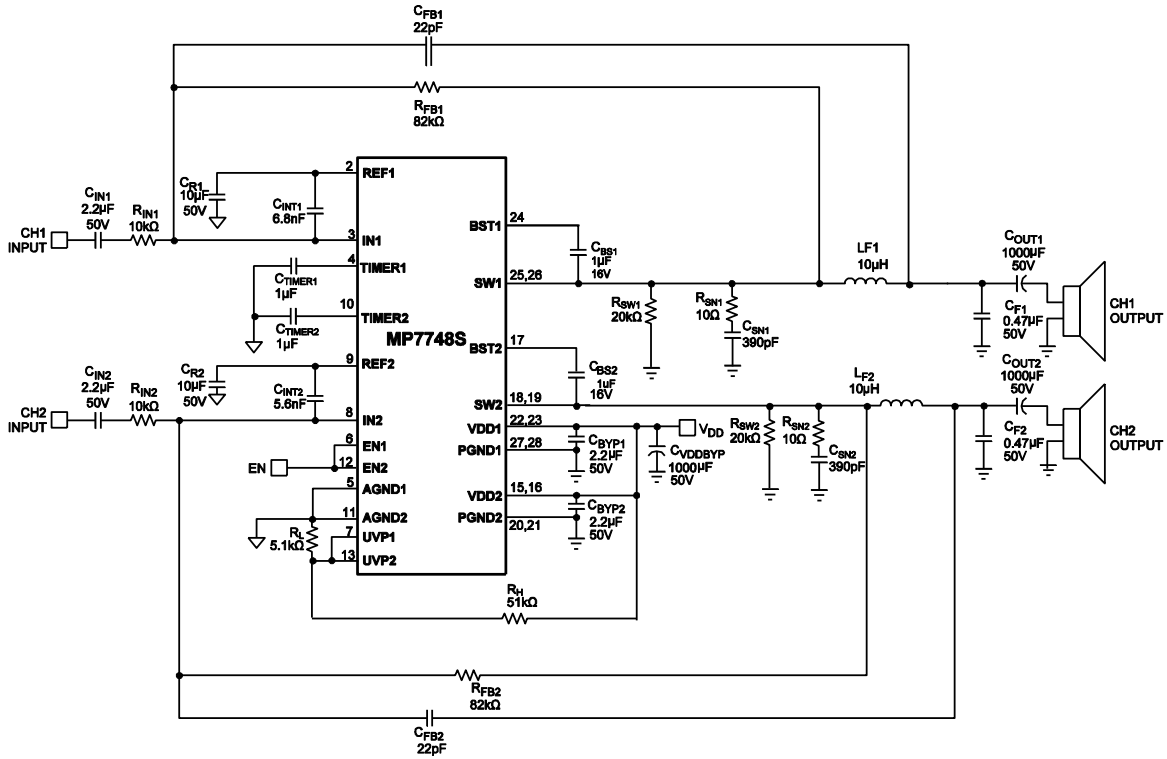 CFB1
22pF
RFB1
82kΩ
CR1
10µF
50V
CINT1
6.8nF
CIN1
2.2µF
50V
RIN1
10kΩ
CH1
INPUT
CTIMER1
1µF
CTIMER2
1µF
CR2
10µF
50V
CINT2
5.6nF
CIN2
2.2µF
50V
RIN2
10kΩ
CH2
INPUT
EN
RL
5.1kΩ
2
REF1
3
IN1
4
TIMER1
10
TIMER2
9
REF2
8
IN2
6
EN1
12
EN2
5
AGND1
11
AGND2
7
UVP1
13
UVP2
MP7748S
BST1
24
SW1
25,26
BST2
17
SW2
18,19
VDD1
22,23
PGND1
27,28
VDD2
15,16
PGND2
20,21
CBS1
1µF
16V
RSW1
20kΩ
RSN1
10Ω
CSN1
390pF
LF1
10µH
COUT1
1000µF
50V
CF1
0.47µF
50V
CH1
OUTPUT
CBS2
1uF
16V
LF2
10µH
COUT2
1000µF
50V
CF2
0.47µF
50V
CH2
OUTPUT
RSW2
20kΩ
RSN2
10Ω
CSN2
390pF
VDD
CBYP1
2.2µF
50V
CVDDBYP
1000µF
50V
CBYP2
2.2µF
50V
RH
51kΩ
RFB2
82kΩ
CFB2
22pF